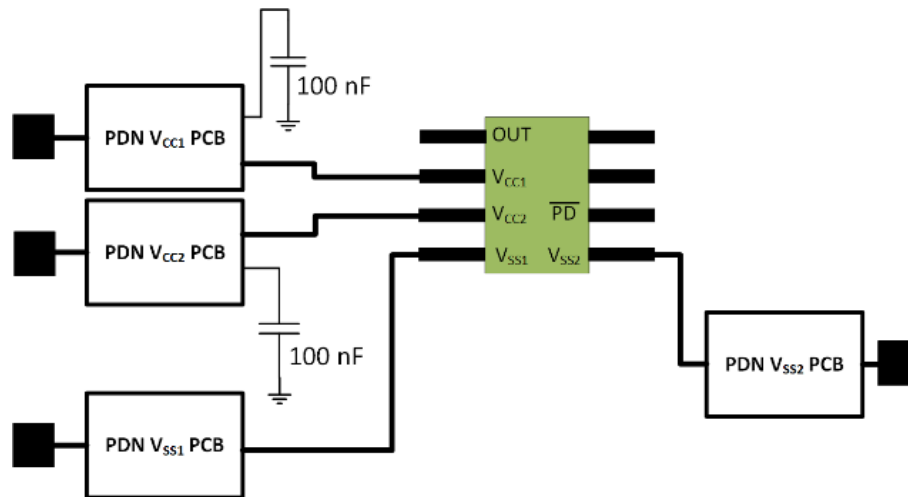 100 nF
PDN VCC1 PCB
OUT
VCC1
VCC2 PD
VSS1 VSS2
PDN VCC2 PCB
100 nF
PDN VSS2 PCB
PDN VSS1 PCB